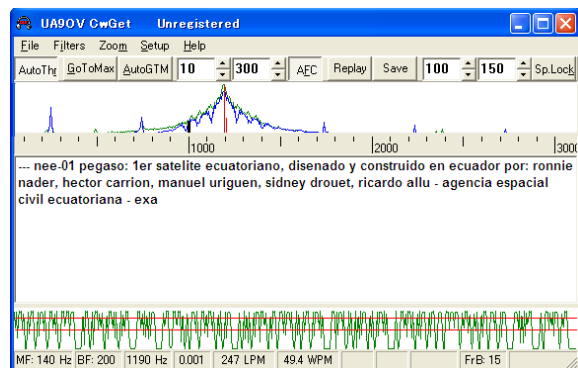 UA9OV CwGet Unregistered
File Filters Zoom Setup Help
AutoThr GoToMax AutoGTM 10 300 AFC Replay Save 100 150 Sp.Lock
1000 2000 3000
--- nee-01 pegaso: 1er satelite ecuatoriano, disenado y construido en ecuador por: ronnie
nader, hector carrion, manuel uriguen, sidney drouet, ricardo allu - agencia espacial
civil ecuatoriana - exa
MF: 140 Hz BF: 200 1190 Hz 0.001 247 LPM 49.4 WPM FrB: 15